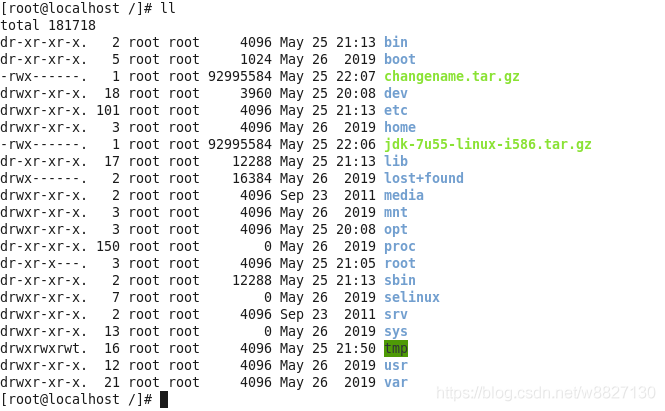 [root@localhost /]# ll
total 181718
dr-xr-xr-x.   2 root root     4096 May 25 21:13 bin
dr-xr-xr-x.   5 root root     1024 May 26  2019 boot
-rwx------.   1 root root 92995584 May 25 22:07 changename.tar.gz
drwxr-xr-x.  18 root root     3960 May 25 20:08 dev
drwxr-xr-x. 101 root root     4096 May 25 21:13 etc
drwxr-xr-x.   3 root root     4096 May 26  2019 home
-rwx------.   1 root root 92995584 May 25 22:06 jdk-7u55-linux-i586.tar.gz
dr-xr-xr-x.  17 root root    12288 May 25 21:13 lib
drwx------.   2 root root    16384 May 26  2019 lost+found
drwxr-xr-x.   2 root root     4096 Sep 23  2011 media
drwxr-xr-x.   3 root root     4096 May 26  2019 mnt
drwxr-xr-x.   3 root root     4096 May 25 20:08 opt
dr-xr-xr-x. 150 root root        0 May 26  2019 proc
dr-xr-x---.   3 root root     4096 May 25 21:05 root
dr-xr-xr-x.   2 root root    12288 May 25 21:13 sbin
drwxr-xr-x.   7 root root        0 May 26  2019 selinux
drwxr-xr-x.   2 root root     4096 Sep 23  2011 srv
drwxr-xr-x.  13 root root        0 May 26  2019 sys
drwxrwxrwt.  16 root root     4096 May 25 21:50 tmp
drwxr-xr-x.  12 root root     4096 May 26  2019 usr
drwxr-xr-x.  21 root root     4096 May 26  2019 var
[root@localhost /]#
https://blog.csdn.net/w8827130